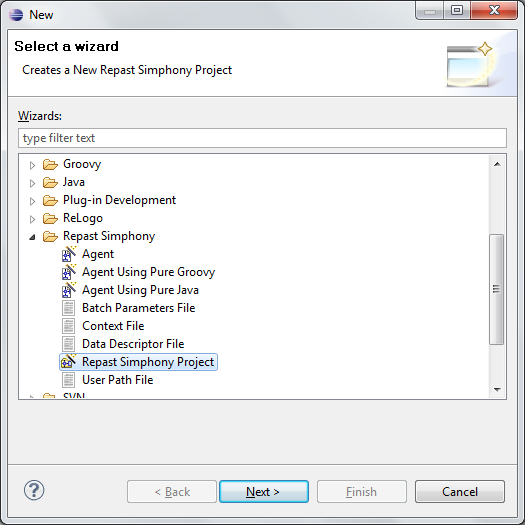 New
Select a wizard
Creates a New Repast Simphony Project
Wizards:
type filter text
Groovy
Java
Plug-in Development
ReLogo
Repast Simphony
Agent
Agent Using Pure Groovy
Agent Using Pure Java
Batch Parameters File
Context File
Data Descriptor File
Repast Simphony Project
User Path File
SVN
?
< Back
Next >
Finish
Cancel